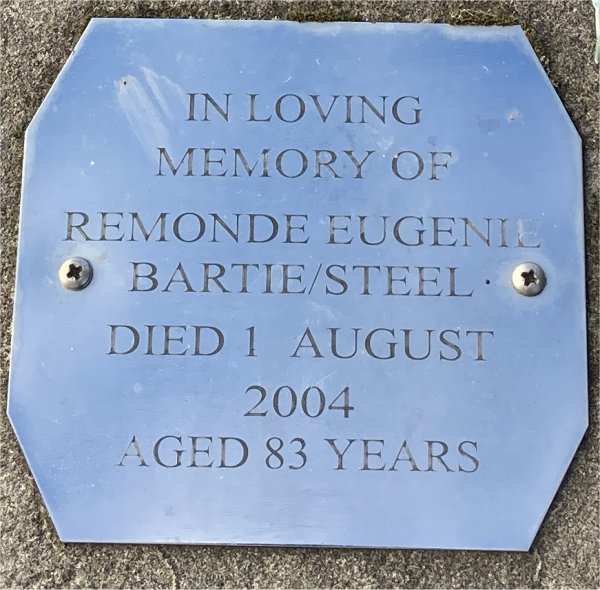 IN LOVING
MEMORY OF
REMONDE EUGENIE
BARTIE/STEEL
DIED 1 AUGUST
2004
AGED 83 YEARS